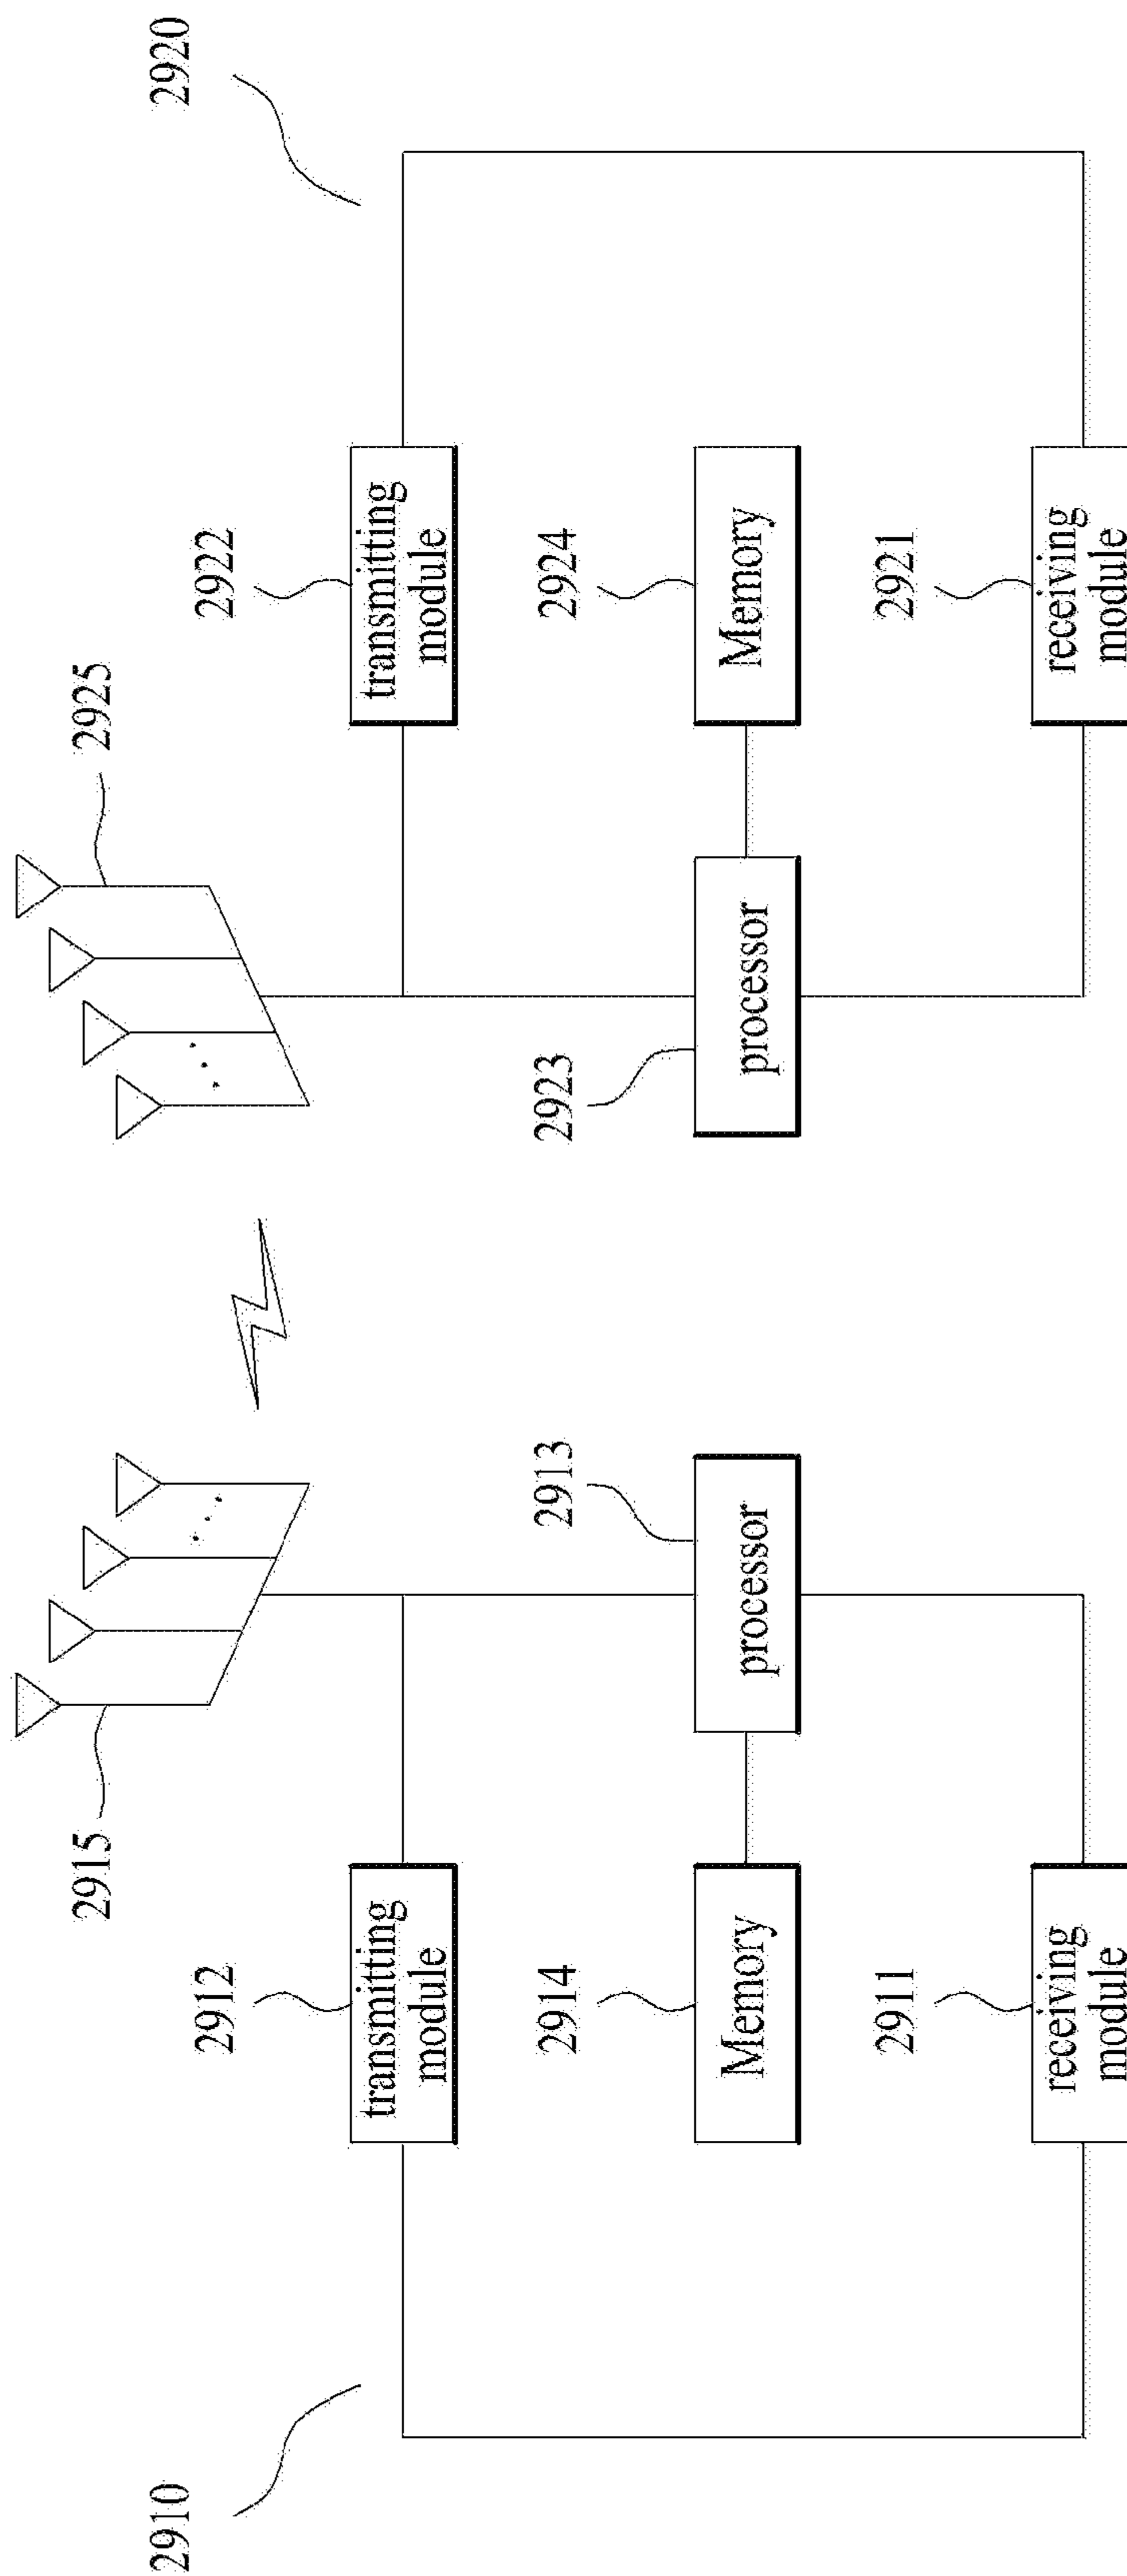 2910
2920
2915
2925
2912
transmitting
module
2922
transmitting
module
2914
Memory
2913
processor
2923
processor
2924
Memory
2911
receiving
module
2921
receiving
module